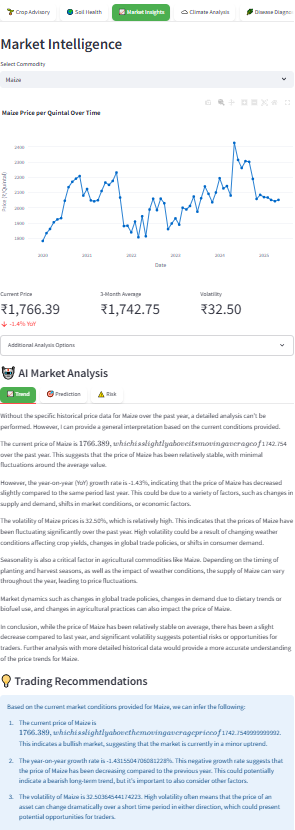 Crop Advisory
Soil Health
Market Insights
Climate Analysis
Disease Diagno
Market Intelligence
Select Commodity
Maize
Maize Price per Quintal Over Time
Price (₹/Quintal)
2400
2300
2200
2100
2000
1900
1800
2020
2021
2022
2023
2024
2025
Date
Current Price
3-Month Average
Volatility
₹1,766.39
₹1,742.75
₹32.50
-1.4% YoY
Additional Analysis Options
AI Market Analysis
Trend
Prediction
Risk
Without the specific historical price data for Maize over the past year, a detailed analysis can't be
performed. However, I can provide a general interpretation based on the current conditions provided.
The current price of Maize is 1766.389, which is slightly above its moving average of 1742.754
over the past year. This suggests that the price of Maize has been relatively stable, with minimal
fluctuations around the average value.
However, the year-on-year (YoY) growth rate is -1.43%, indicating that the price of Maize has decreased
slightly compared to the same period last year. This could be due to a variety of factors, such as changes in
supply and demand, shifts in market conditions, or economic factors.
The volatility of Maize prices is 32.50%, which is relatively high. This indicates that the prices of Maize have
been fluctuating significantly over the past year. High volatility could be a result of changing weather
conditions affecting crop yields, changes in global trade policies, or shifts in consumer demand.
Seasonality is also a critical factor in agricultural commodities like Maize. Depending on the timing of
planting and harvest seasons, as well as the impact of weather conditions, the supply of Maize can vary
throughout the year, leading to price fluctuations.
Market dynamics such as changes in global trade policies, changes in demand due to dietary trends or
biofuel use, and changes in agricultural practices can also impact the price of Maize.
In conclusion, while the price of Maize has been relatively stable on average, there has been a slight
decrease compared to last year, and significant volatility suggests potential risks or opportunities for
traders. Further analysis with more detailed historical data would provide a more accurate understanding
of the price trends for Maize.
Trading Recommendations
Based on the current market conditions provided for Maize, we can infer the following:
1. The current price of Maize is
1766.389, which is slightly above the moving average price of 1742.7549999999992.
This indicates a bullish market, suggesting that the market is currently in a minor uptrend.
2. The year-on-year growth rate is -1.4315504706081228%. This negative growth rate suggests
that the price of Maize has been decreasing compared to the previous year. This could potentially
indicate a bearish long-term trend, but it's important to also consider other factors.
3. The volatility of Maize is 32.50364544174223. High volatility often means that the price of an
asset can change dramatically over a short time period in either direction, which could present
potential opportunities for traders.